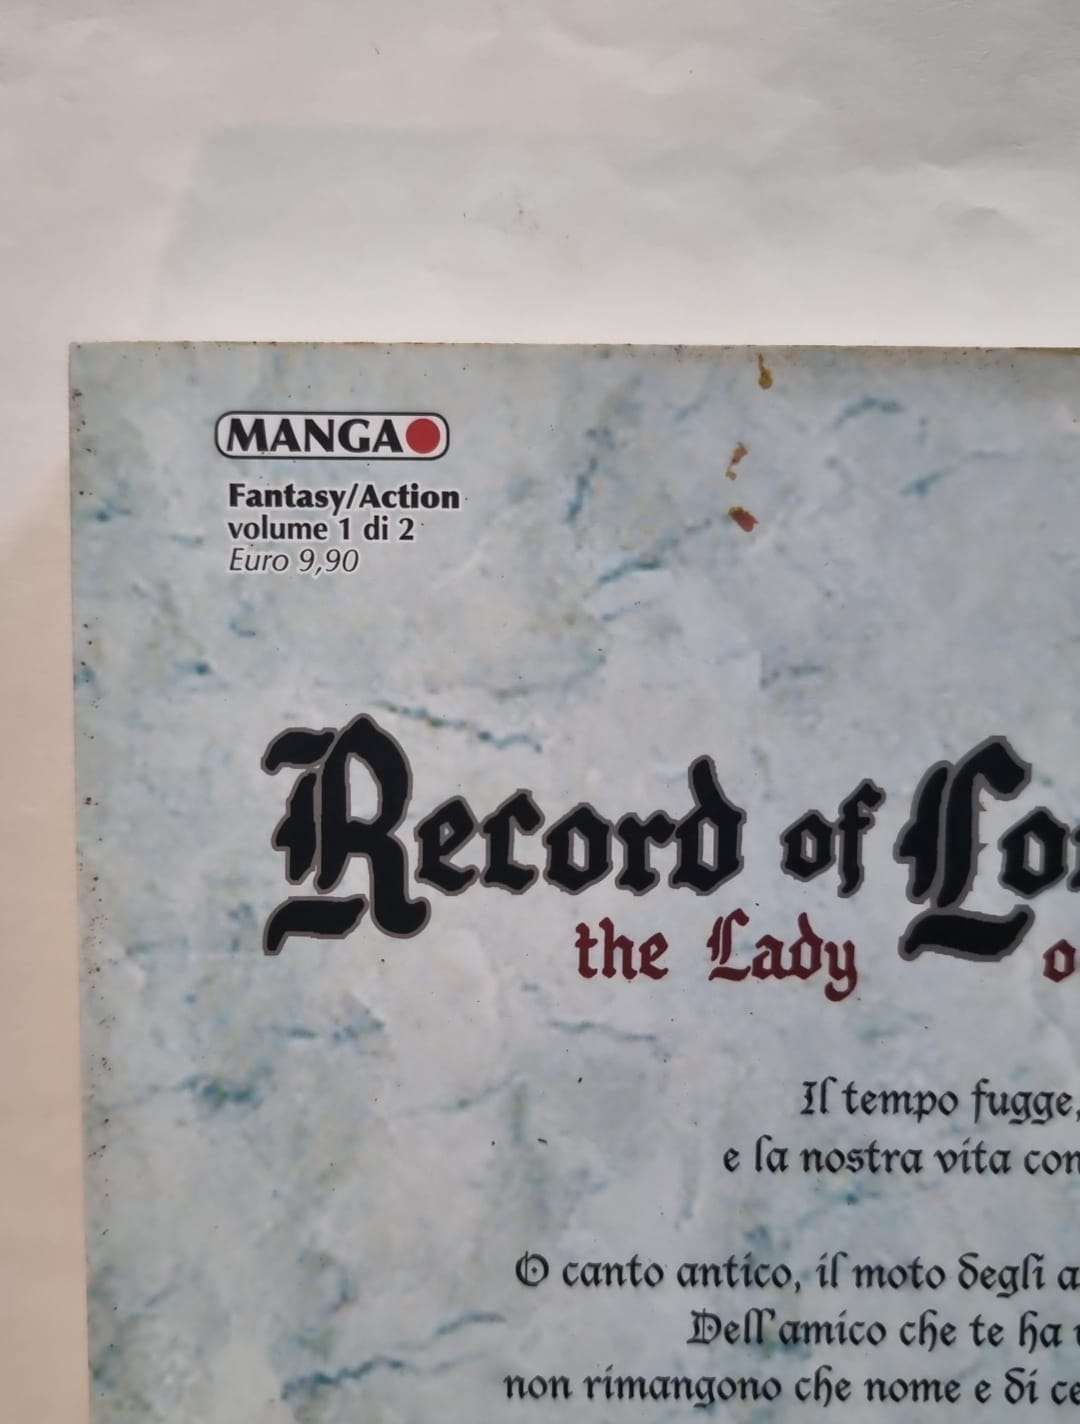 MANGA
Fantasy/Action
volume 1 di 2
Euro 9,90
Record of
the Lady
Il tempo fugge,
e la nostra vita
O canto antico, il moto degli
Dell'amico che te ha
non rimangono che nome e di